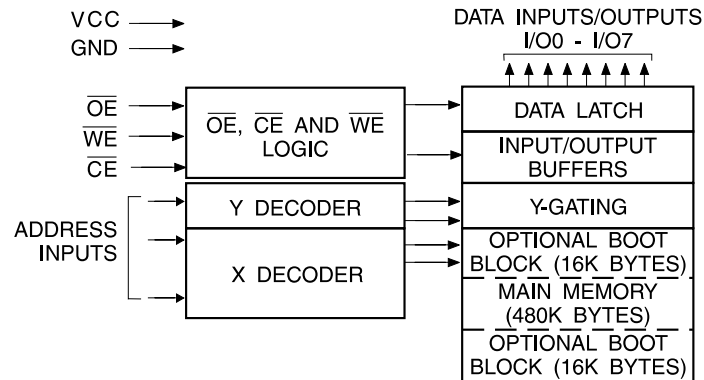 VCC
GND
DATA INPUTS/OUTPUTS
I/O0 - I/O7
OE
WE
CE
OE, CE AND WE
LOGIC
DATA LATCH
INPUT/OUTPUT
BUFFERS
ADDRESS
INPUTS
Y DECODER
Y-GATING
X DECODER
OPTIONAL BOOT
BLOCK (16K BYTES)
MAIN MEMORY
(480K BYTES)
OPTIONAL BOOT
BLOCK (16K BYTES)